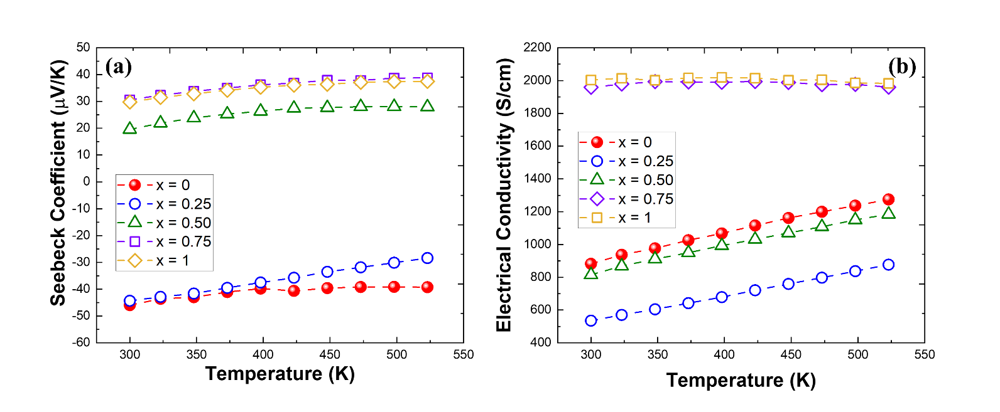 (a)
Seebeck Coefficient (μV/K)
50
40
30
20
10
0
-10
-20
-30
-40
-50
-60
x = 0
x = 0.25
x = 0.50
x = 0.75
x = 1
300
350
400
450
500
550
Temperature (K)
(b)
Electrical Conductivity (S/cm)
2200
2000
1800
1600
1400
1200
1000
800
600
400
x = 0
x = 0.25
x = 0.50
x = 0.75
x = 1
300
350
400
450
500
550
Temperature (K)